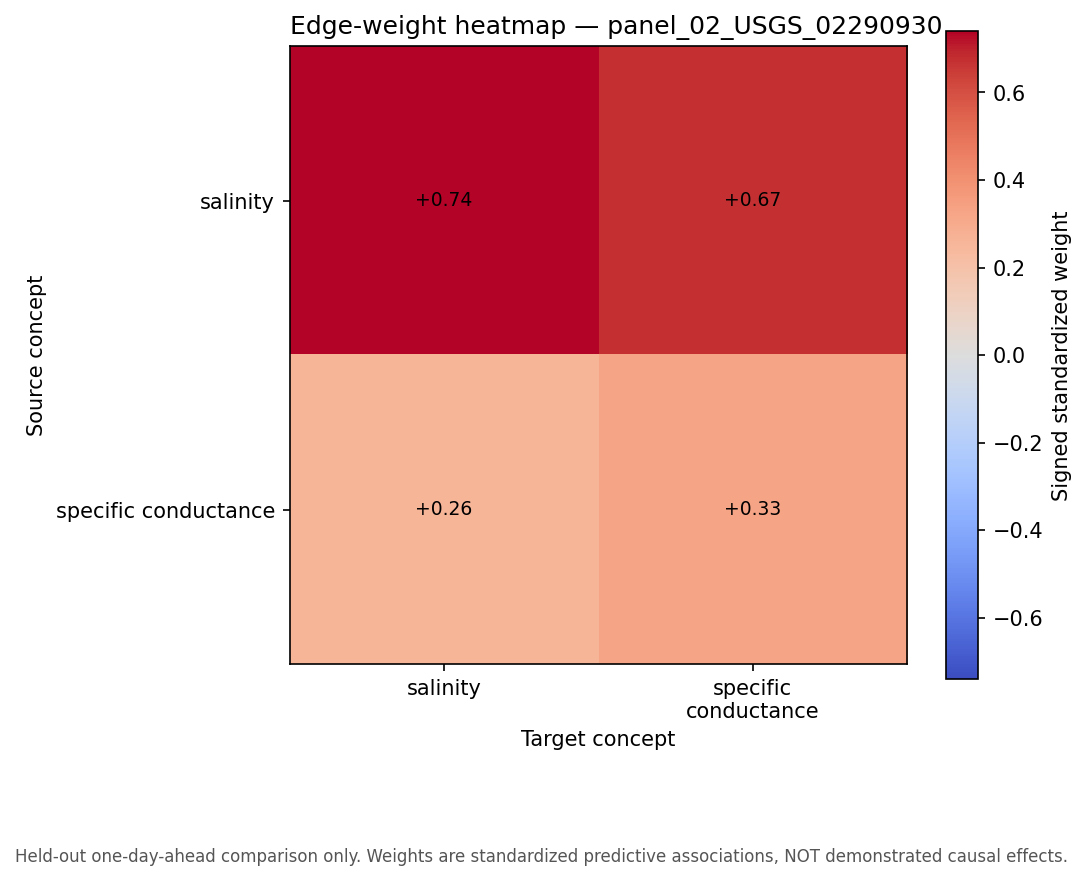 Edge-weight heatmap — panel_02_USGS_02290930
salinity
+0.74
+0.67
specific conductance
+0.26
+0.33
Source concept
salinity
specific
conductance
Target concept
0.6
0.4
0.2
0.0
−0.2
−0.4
−0.6
Signed standardized weight
Held-out one-day-ahead comparison only. Weights are standardized predictive associations, NOT demonstrated causal effects.